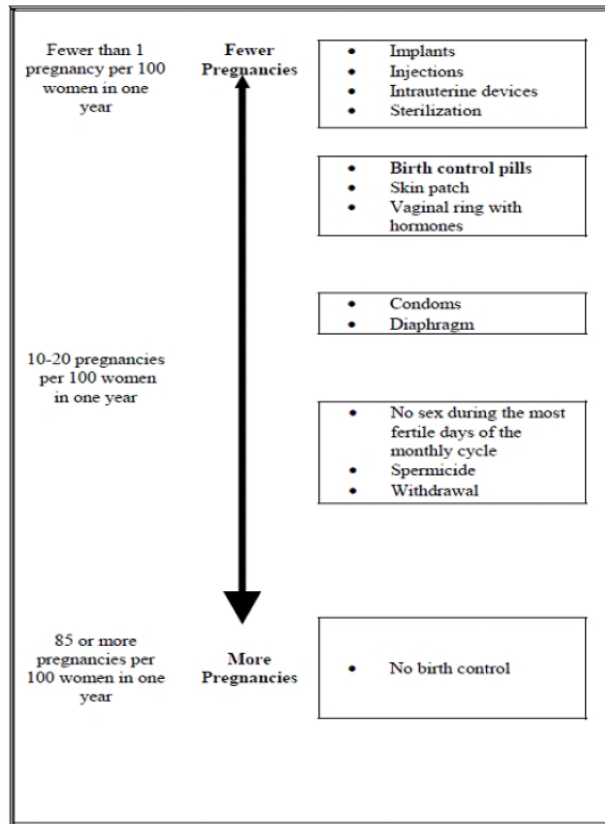 Fewer than 1
pregnancy per 100
women in one
year
Fewer
Pregnancies
• Implants
• Injections
• Intrauterine devices
• Sterilization
• Birth control pills
• Skin patch
• Vaginal ring with
hormones
• Condoms
• Diaphragm
10-20 pregnancies
per 100 women
in one year
• No sex during the most
fertile days of the
monthly cycle
• Spermicide
• Withdrawal
85 or more
pregnancies per
100 women in one
year
More
Pregnancies
• No birth control